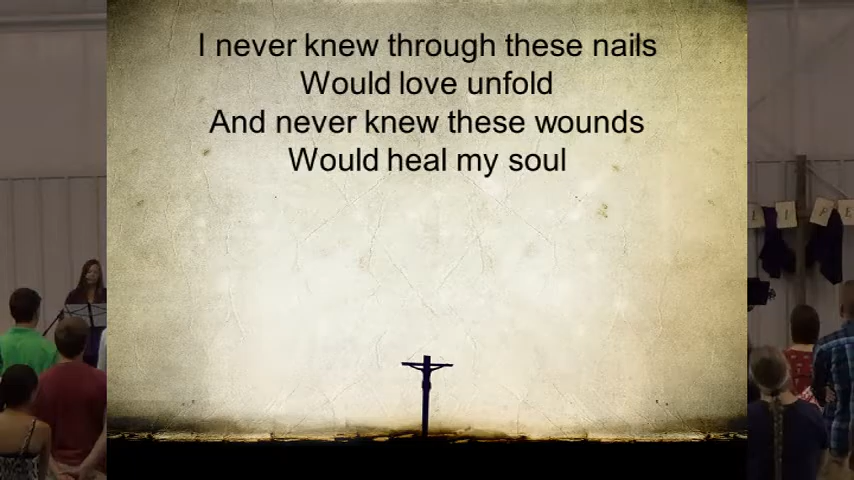 I never knew through these nails
Would love unfold
And never knew these wounds
Would heal my soul